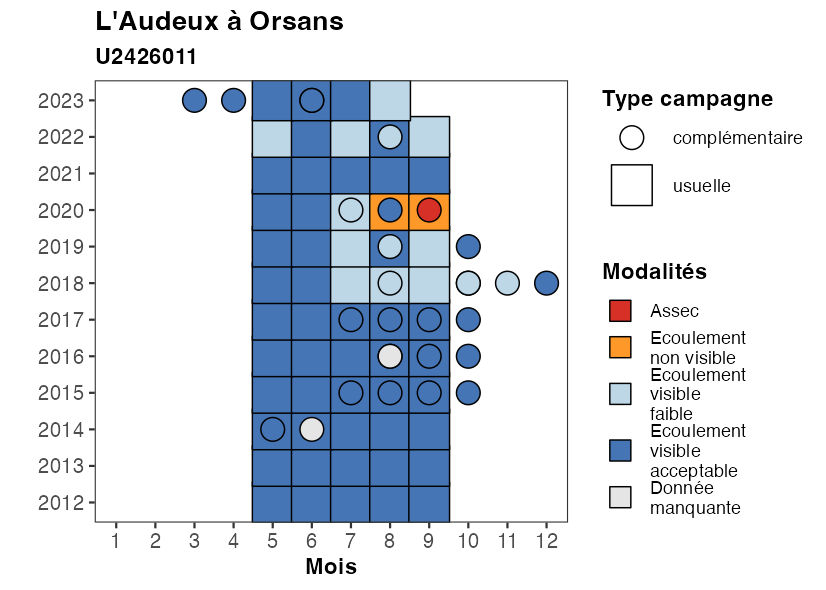 L'Audeux à Orsans
U2426011
2023
2022
2021
2020
2019
2018
2017
2016
2015
2014
2013
2012
1 2 3 4 5 6 7 8 9 10 11 12
Mois
Type campagne
complémentaire
usuelle
Modalités
Assec
Ecoulement
non visible
Ecoulement
visible
faible
Ecoulement
visible
acceptable
Donnée
manquante